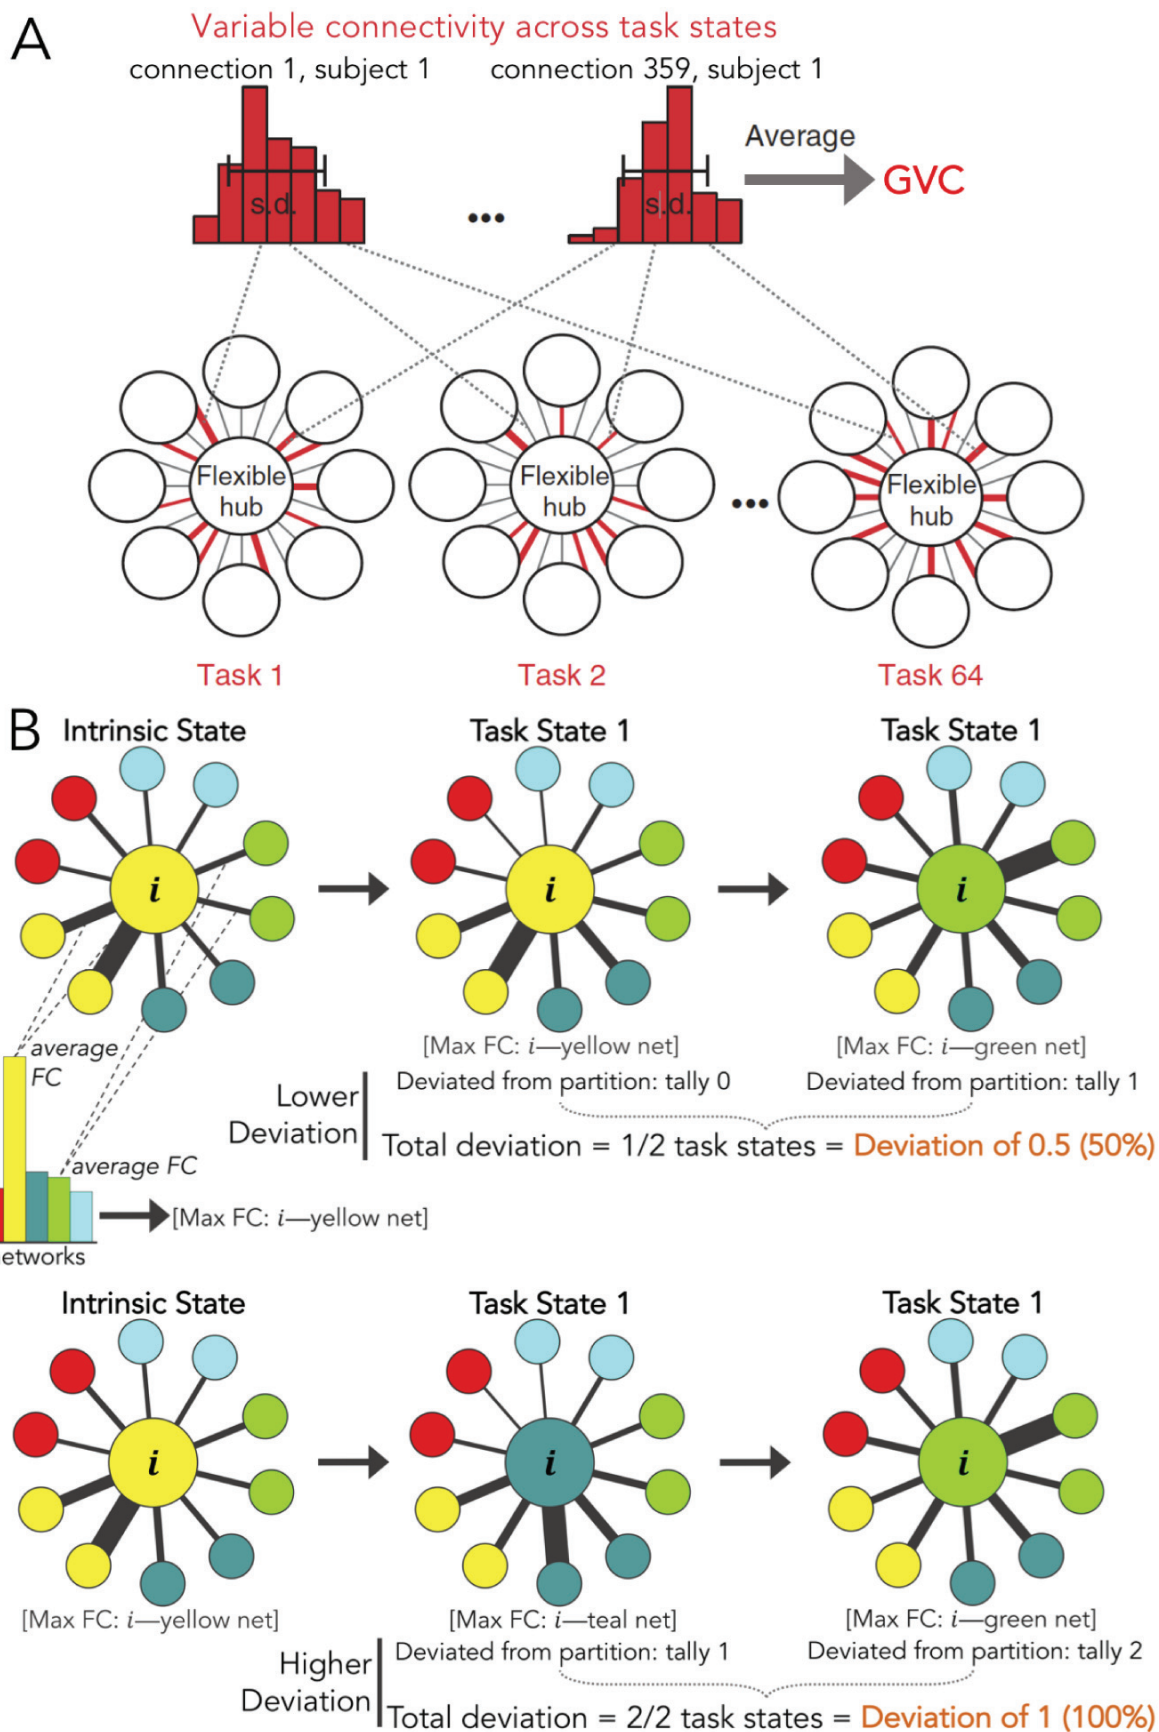 A
Variable connectivity across task states
connection 1, subject 1
connection 359, subject 1
s.d.
...
s.d.
Average
GVC
Flexible hub
Flexible hub
...
Flexible hub
Task 1
Task 2
Task 64
B
Intrinsic State
Task State 1
Task State 1
i
i
i
average
FC
[Max FC: i—yellow net]
[Max FC: i—green net]
Deviated from partition: tally 0
Deviated from partition: tally 1
Lower
Deviation
Total deviation = 1/2 task states = Deviation of 0.5 (50%)
average FC
[Max FC: i—yellow net]
etworks
Intrinsic State
Task State 1
Task State 1
i
i
i
[Max FC: i—yellow net]
[Max FC: i—teal net]
[Max FC: i—green net]
Deviated from partition: tally 1
Deviated from partition: tally 2
Higher
Deviation
Total deviation = 2/2 task states = Deviation of 1 (100%)